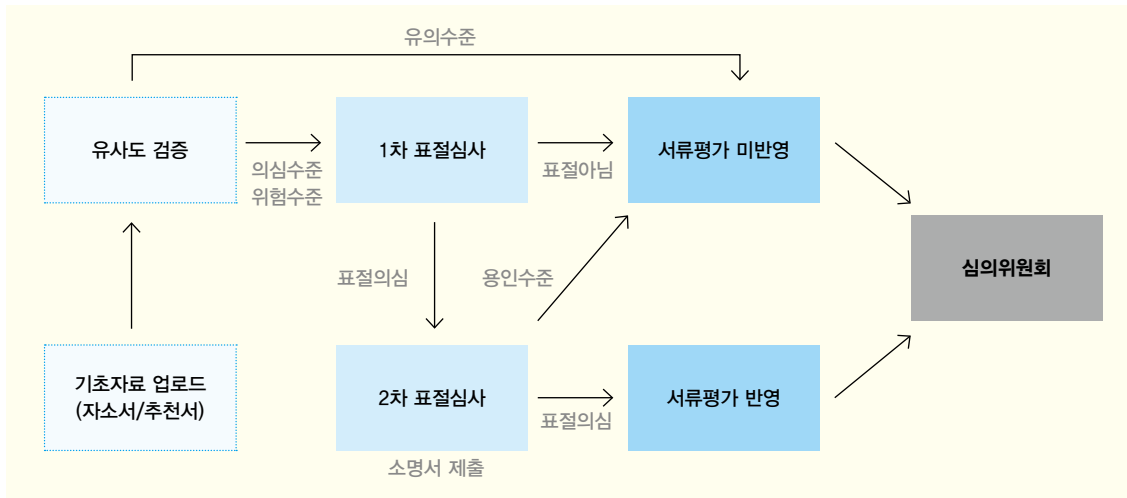 유의수준
유사도 검증
의심수준
위험수준
1차 표절심사
표절아님
서류평가 미반영
표절의심
용인수준
심의위원회
기초자료 업로드
(자소서/추천서)
2차 표절심사
표절의심
서류평가 반영
소명서 제출